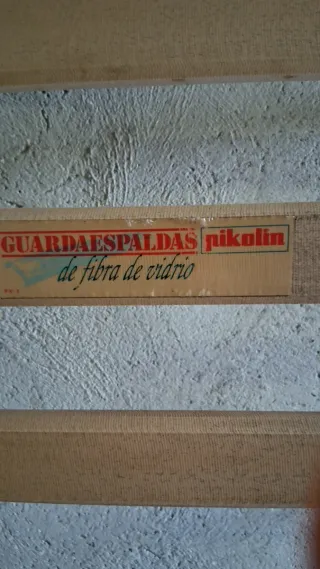 GUARDAESPALDAS pikolin
de fibra de vidrio